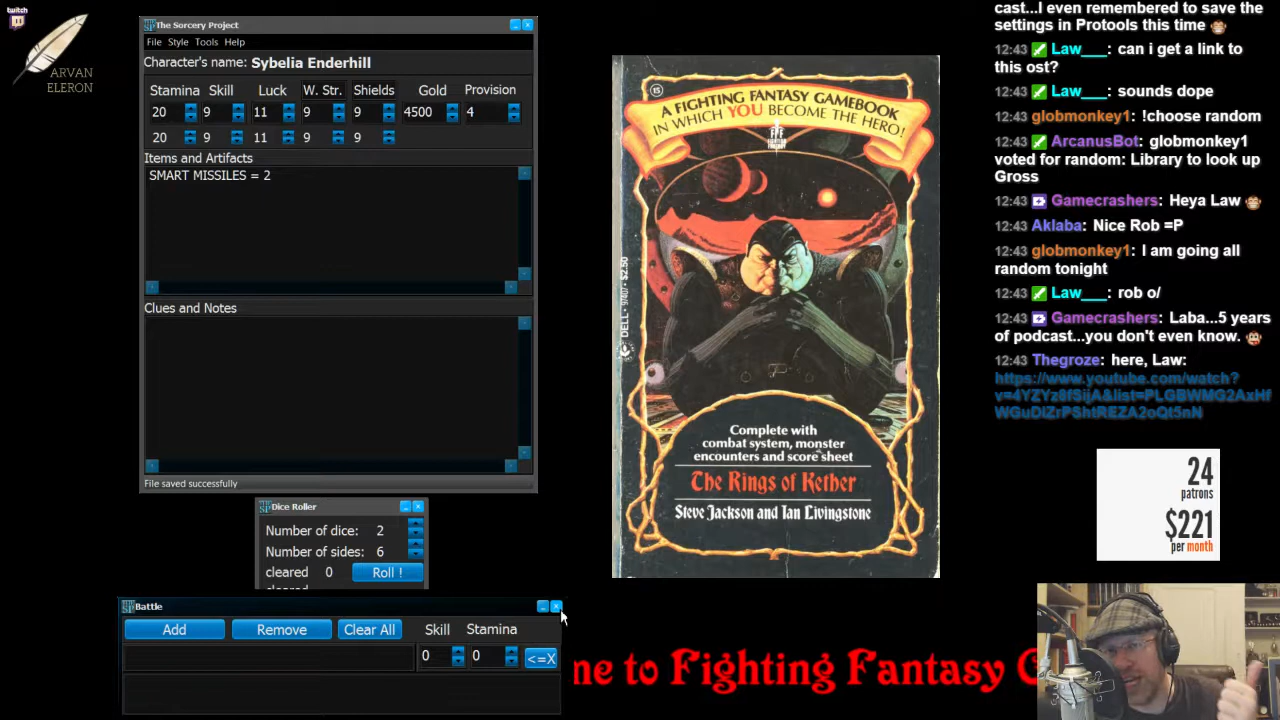 twitch
ARVAN
ELERON
The Sorcery Project
File Style Tools Help
Character's name: Sybelia Enderhill
Stamina Skill Luck W. Str. Shields Gold Provision
20 9 11 9 9 4500 4
20 9 11 9 9
Items and Artifacts
SMART MISSILES = 2
Clues and Notes
File saved successfully
Dice Roller
Number of dice: 2
Number of sides: 6
cleared 0 Roll !
Battle
Add Remove Clear All Skill Stamina
0 0 <=X
15
A FIGHTING FANTASY GAMEBOOK
IN WHICH YOU BECOME THE HERO!
DELL • 97407 • $2.50
Complete with
combat system, monster
encounters and score sheet
The Rings of Kether
Steve Jackson and Ian Livingstone
ne to Fighting Fantasy G
cast...I even remembered to save the
settings in Protools this time
12:43 Law___: can i get a link to
this ost?
12:43 Law___: sounds dope
12:43 globmonkey1: !choose random
12:43 ArcanusBot: globmonkey1
voted for random: Library to look up
Gross
12:43 Gamecrashers: Heya Law
12:43 Aklaba: Nice Rob =P
12:43 globmonkey1: I am going all
random tonight
12:43 Law___: rob o/
12:43 Gamecrashers: Laba...5 years
of podcast...you don't even know.
12:43 Thegroze: here, Law:
https://www.youtube.com/watch?
24
patrons
$221
per month